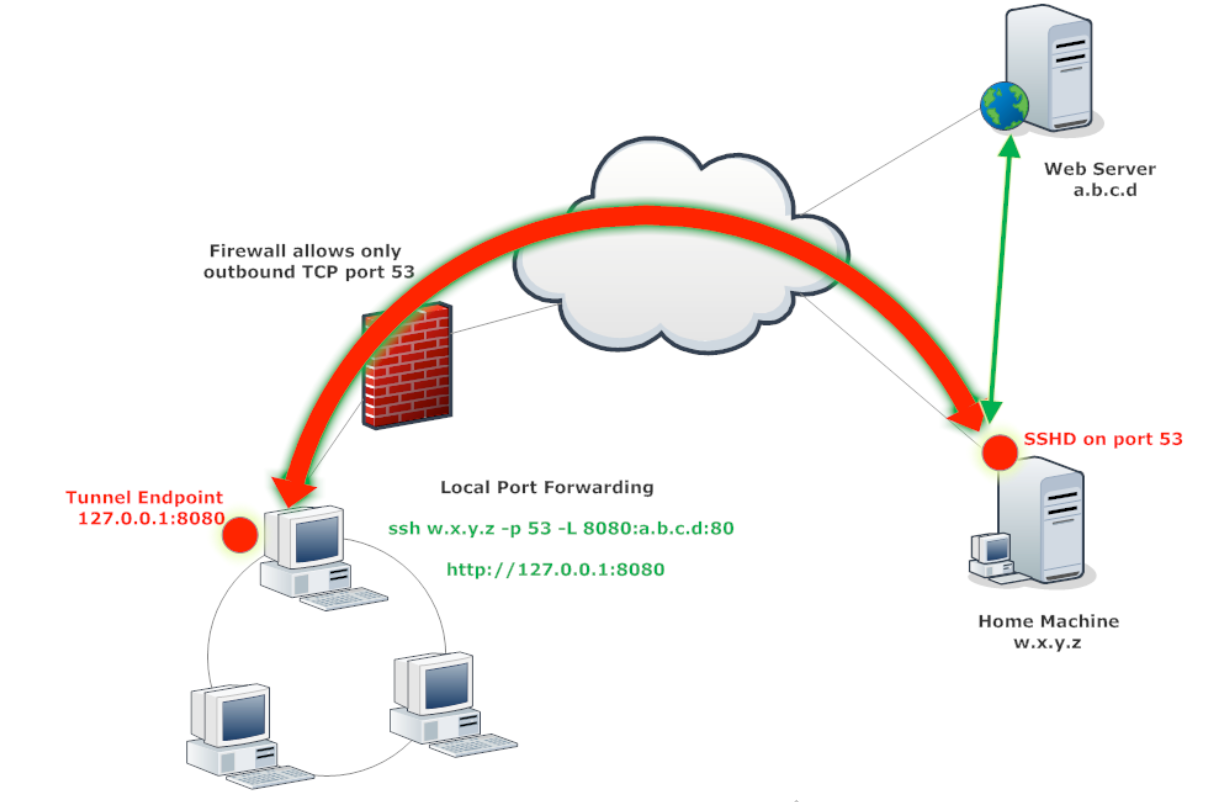 Web Server
a.b.c.d
Firewall allows only
outbound TCP port 53
SSHD on port 53
Tunnel Endpoint
127.0.0.1:8080
Local Port Forwarding
ssh w.x.y.z -p 53 -L 8080:a.b.c.d:80
http://127.0.0.1:8080
Home Machine
w.x.y.z